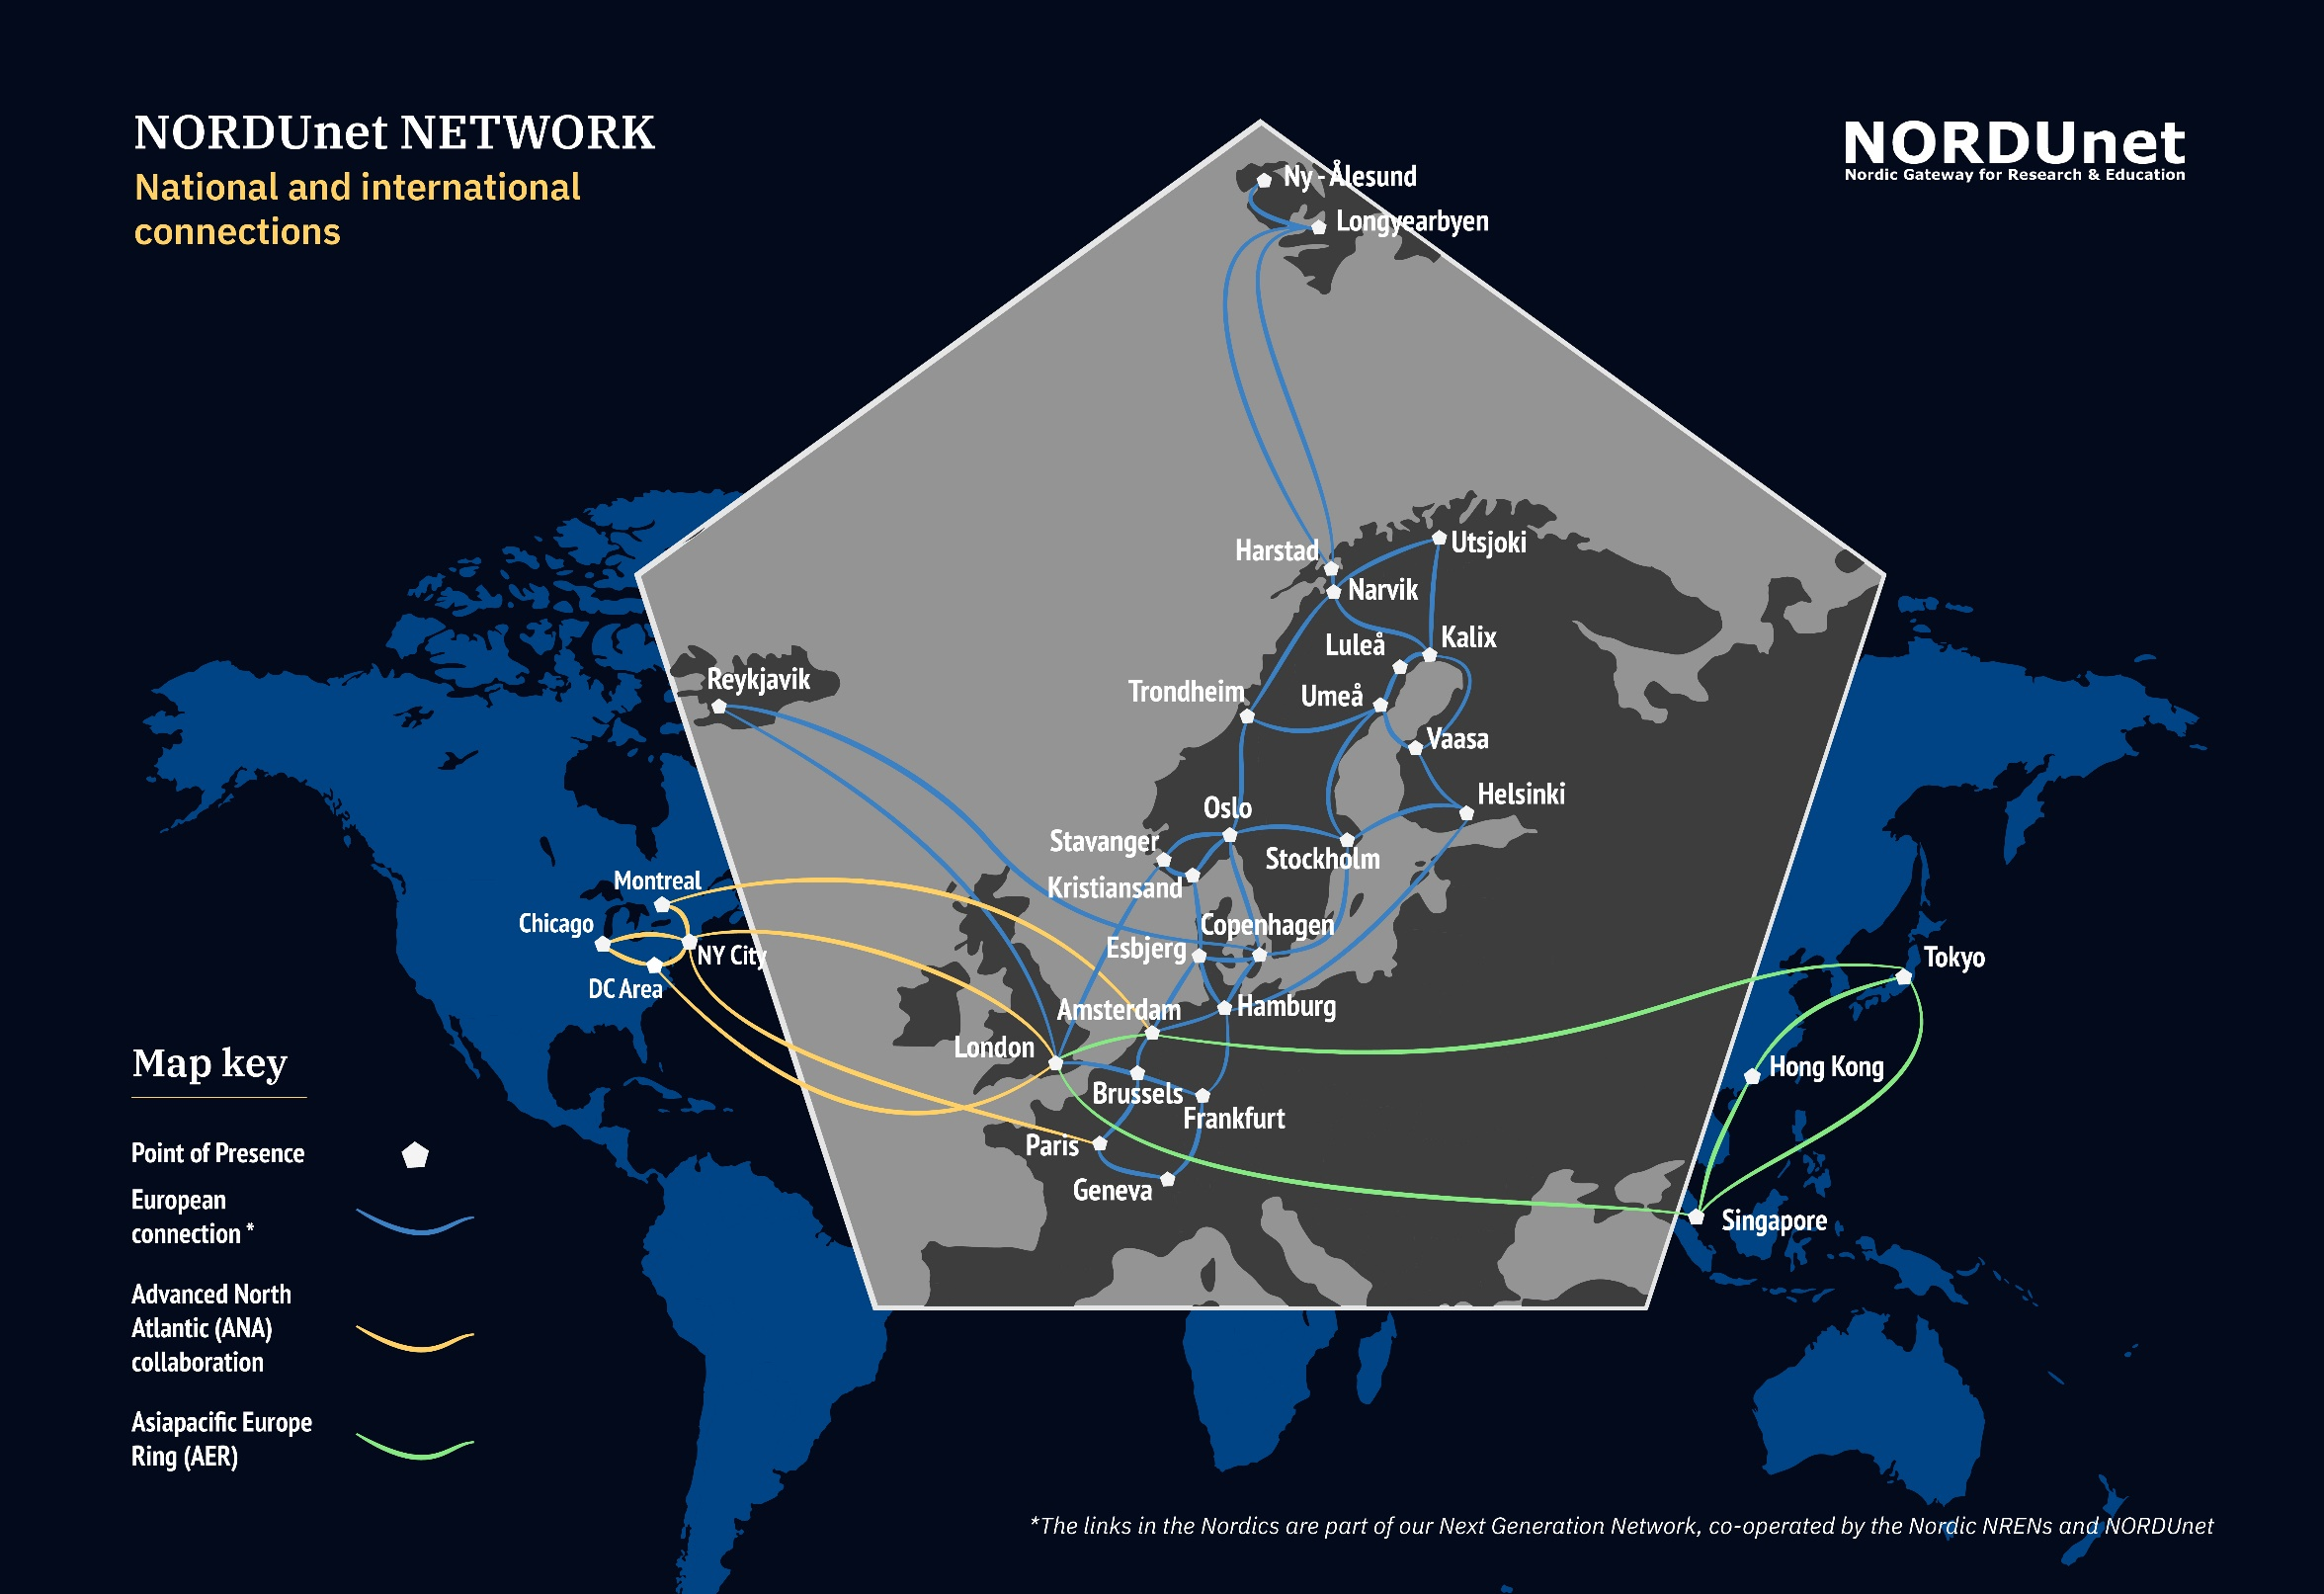 NORDUnet NETWORK
National and international
connections
NORDUnet
Nordic Gateway for Research & Education
Ny-Ålesund
Longyearbyen
Harstad
Utsjoki
Narvik
Luleå
Kalix
Reykjavik
Trondheim
Umeå
Vaasa
Oslo
Helsinki
Stavanger
Stockholm
Kristiansand
Montreal
Chicago
Copenhagen
Esbjerg
NY City
DC Area
Tokyo
Amsterdam
Hamburg
London
Hong Kong
Brussels
Frankfurt
Paris
Geneva
Singapore
Map key
Point of Presence
European
connection *
Advanced North
Atlantic (ANA)
collaboration
Asiapacific Europe
Ring (AER)
*The links in the Nordics are part of our Next Generation Network, co-operated by the Nordic NRENs and NORDUnet